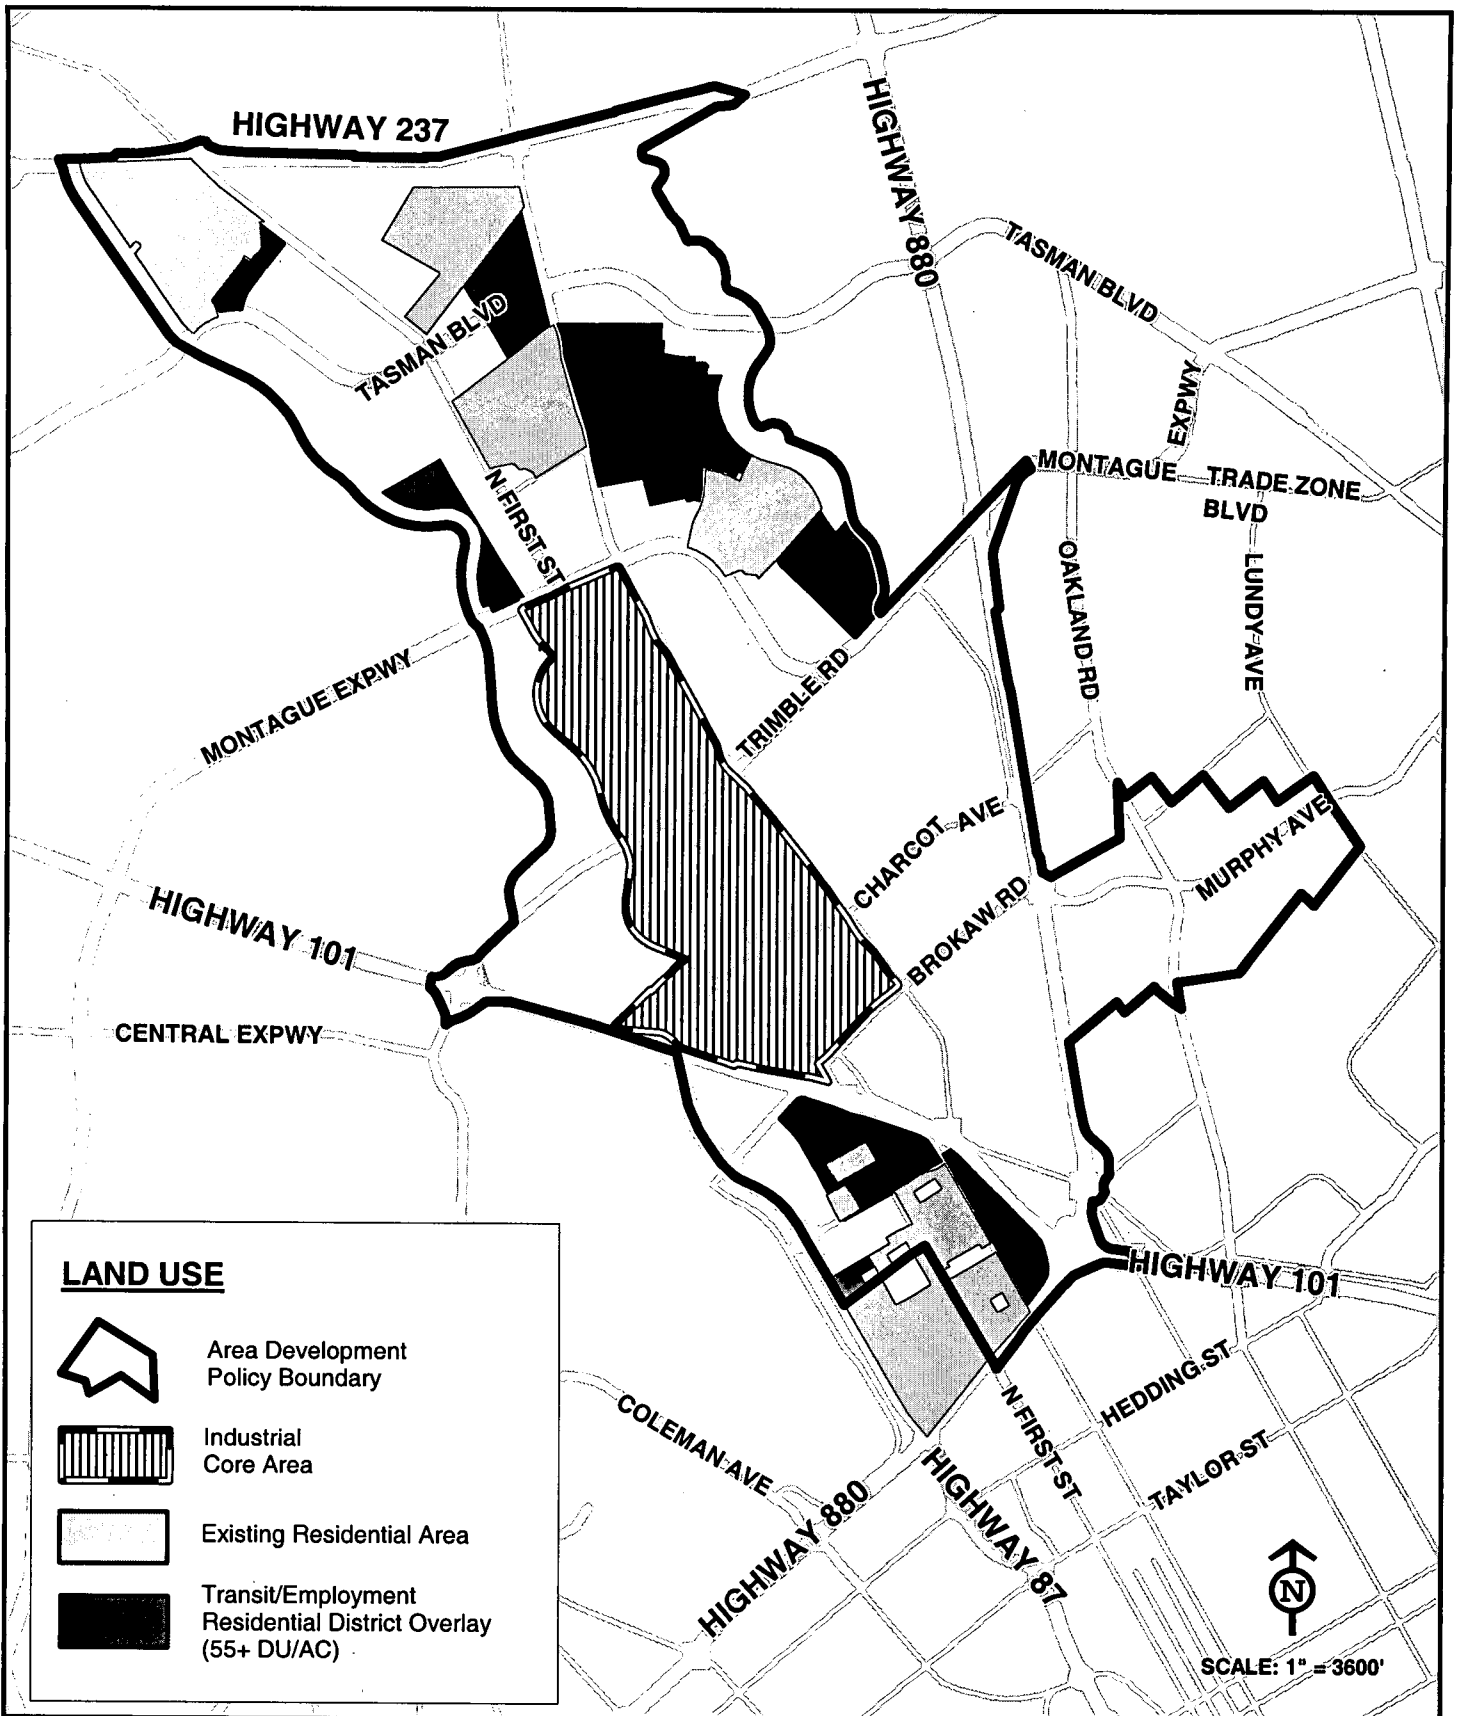 HIGHWAY 237
HIGHWAY 880
TASMAN BLVD
TASMAN BLVD
EXPWY
MONTAGUE
TRADE ZONE
BLVD
N FIRST ST
OAKLAND RD
LUNDY AVE
MONTAGUE EXPWY
TRIMBLE RD
CHARCOT AVE
MURPHY AVE
BROKAW RD
HIGHWAY 101
CENTRAL EXPWY
HIGHWAY 101
HEDDING ST
COLEMAN AVE
N FIRST ST
TAYLOR ST
HIGHWAY 880
HIGHWAY 87
LAND USE
Area Development
Policy Boundary
Industrial
Core Area
Existing Residential Area
Transit/Employment
Residential District Overlay
(55+ DU/AC)
N
SCALE: 1" = 3600'